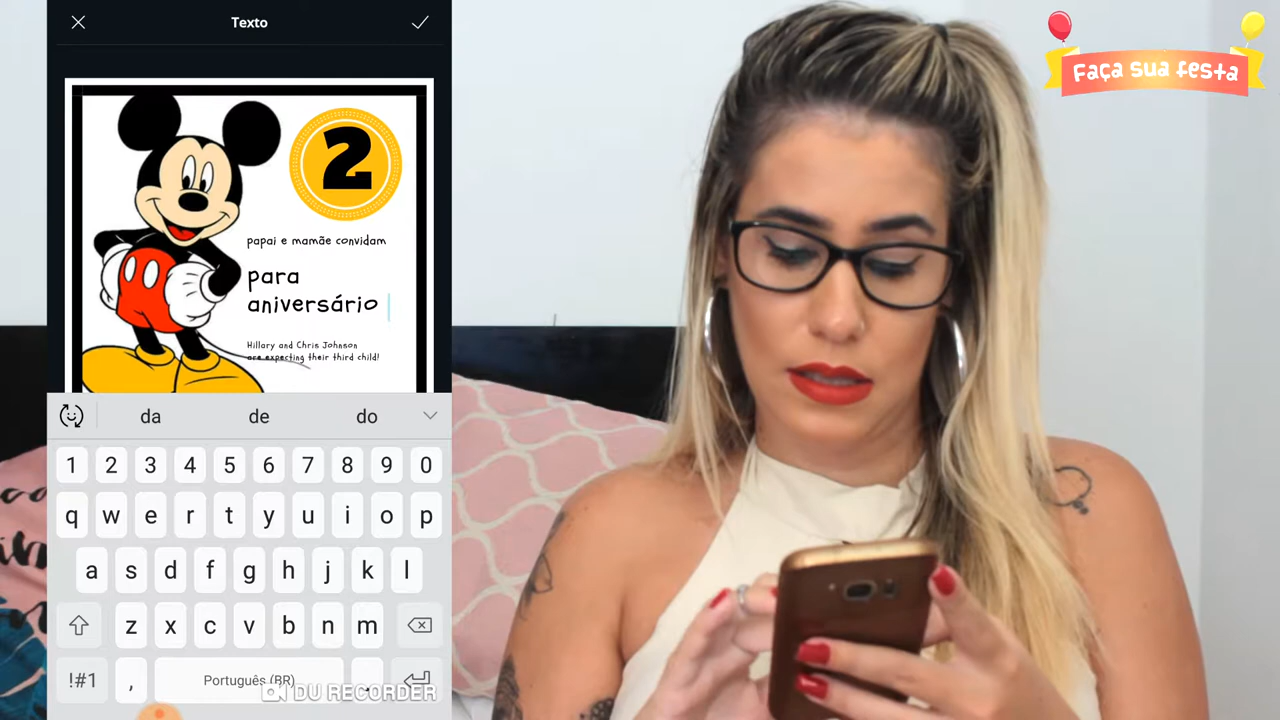 Texto
Faça sua festa
2
papai e mamãe convidam
para
aniversário
Hillary and Chris Johnson
are expecting their third child!
da de do
1 2 3 4 5 6 7 8 9 0
q w e r t y u i o p
a s d f g h j k l
z x c v b n m
!#1 , Português (BR) .
DU RECORDER